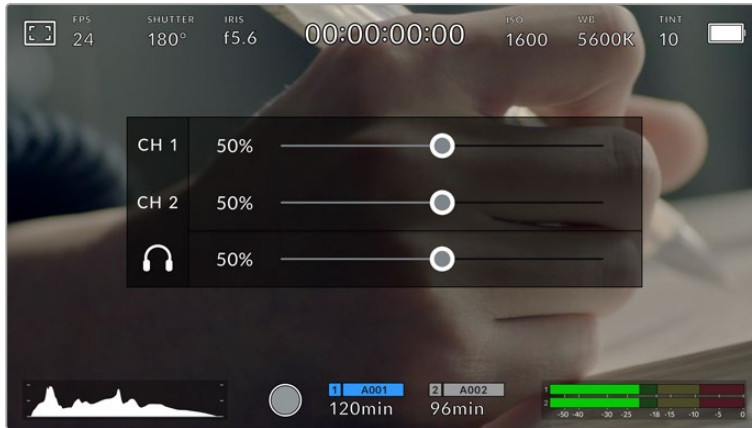 FPS SHUTTER IRIS ISO WB TINT
24 180° f5.6 00:00:00:00 1600 5600K 10
CH 1 50%
CH 2 50%
50%
1 A001 2 A002
120min 96min
1
2
-50 -40 -30 -25 -18 -15 -10 -5 0